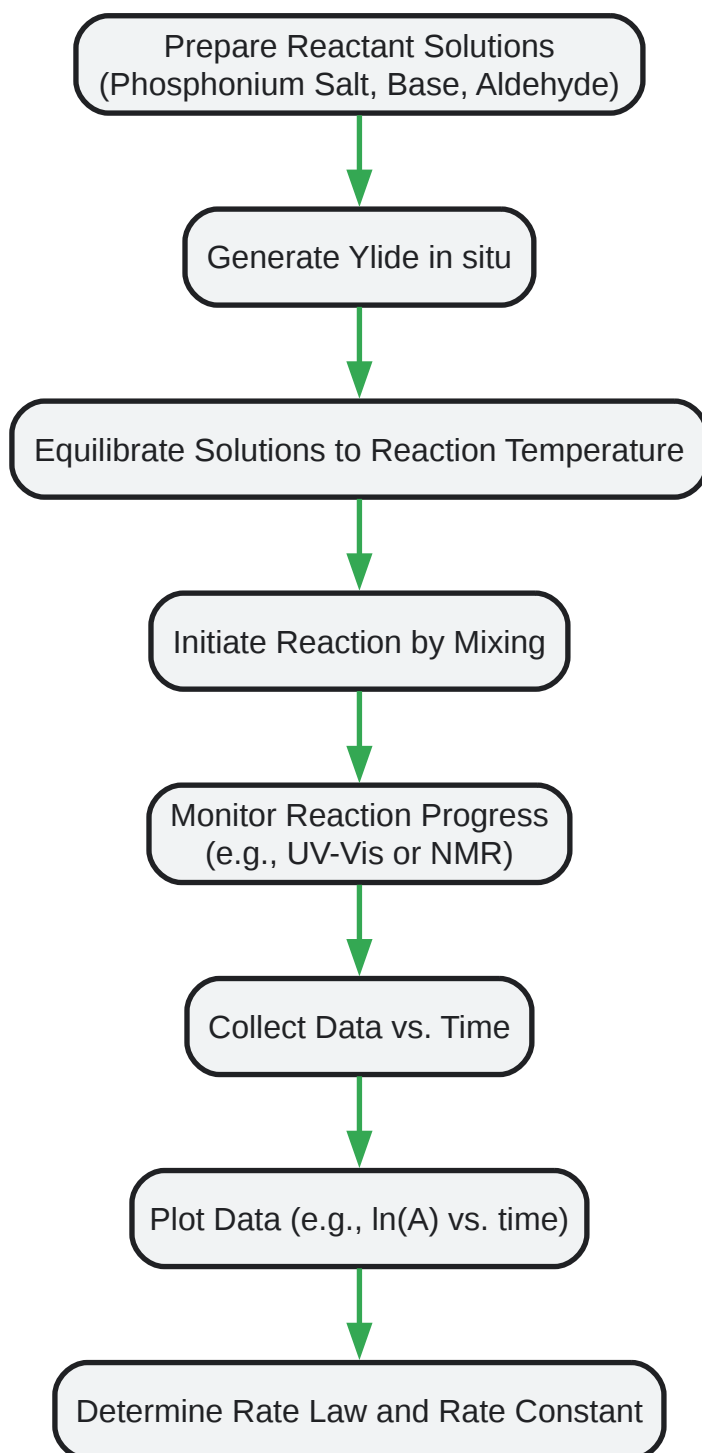 Prepare Reactant Solutions
(Phosphonium Salt, Base, Aldehyde)
Generate Ylide in situ
Equilibrate Solutions to Reaction Temperature
Initiate Reaction by Mixing
Monitor Reaction Progress
(e.g., UV-Vis or NMR)
Collect Data vs. Time
Plot Data (e.g., ln(A) vs. time)
Determine Rate Law and Rate Constant